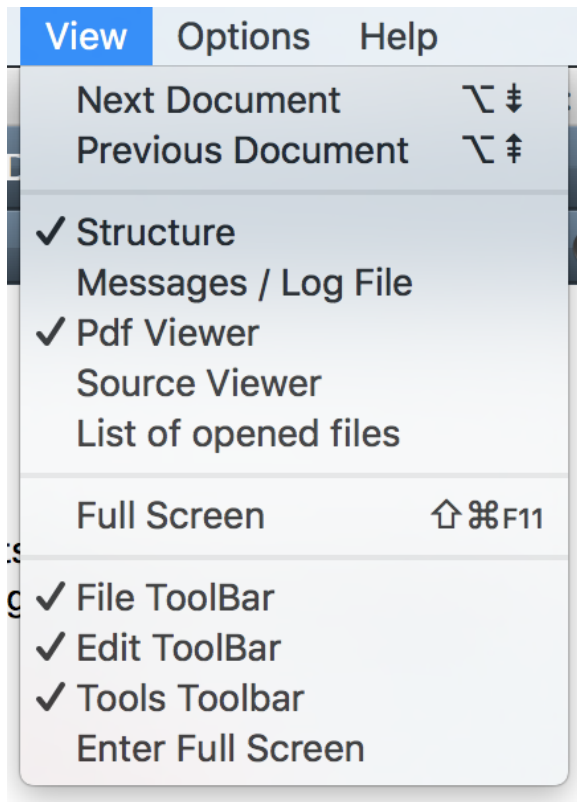 View Options Help
Next Document ⌥⇟
Previous Document ⌥⇞
✓ Structure
Messages / Log File
✓ Pdf Viewer
Source Viewer
List of opened files
Full Screen ⇧⌘F11
✓ File ToolBar
✓ Edit ToolBar
✓ Tools Toolbar
Enter Full Screen